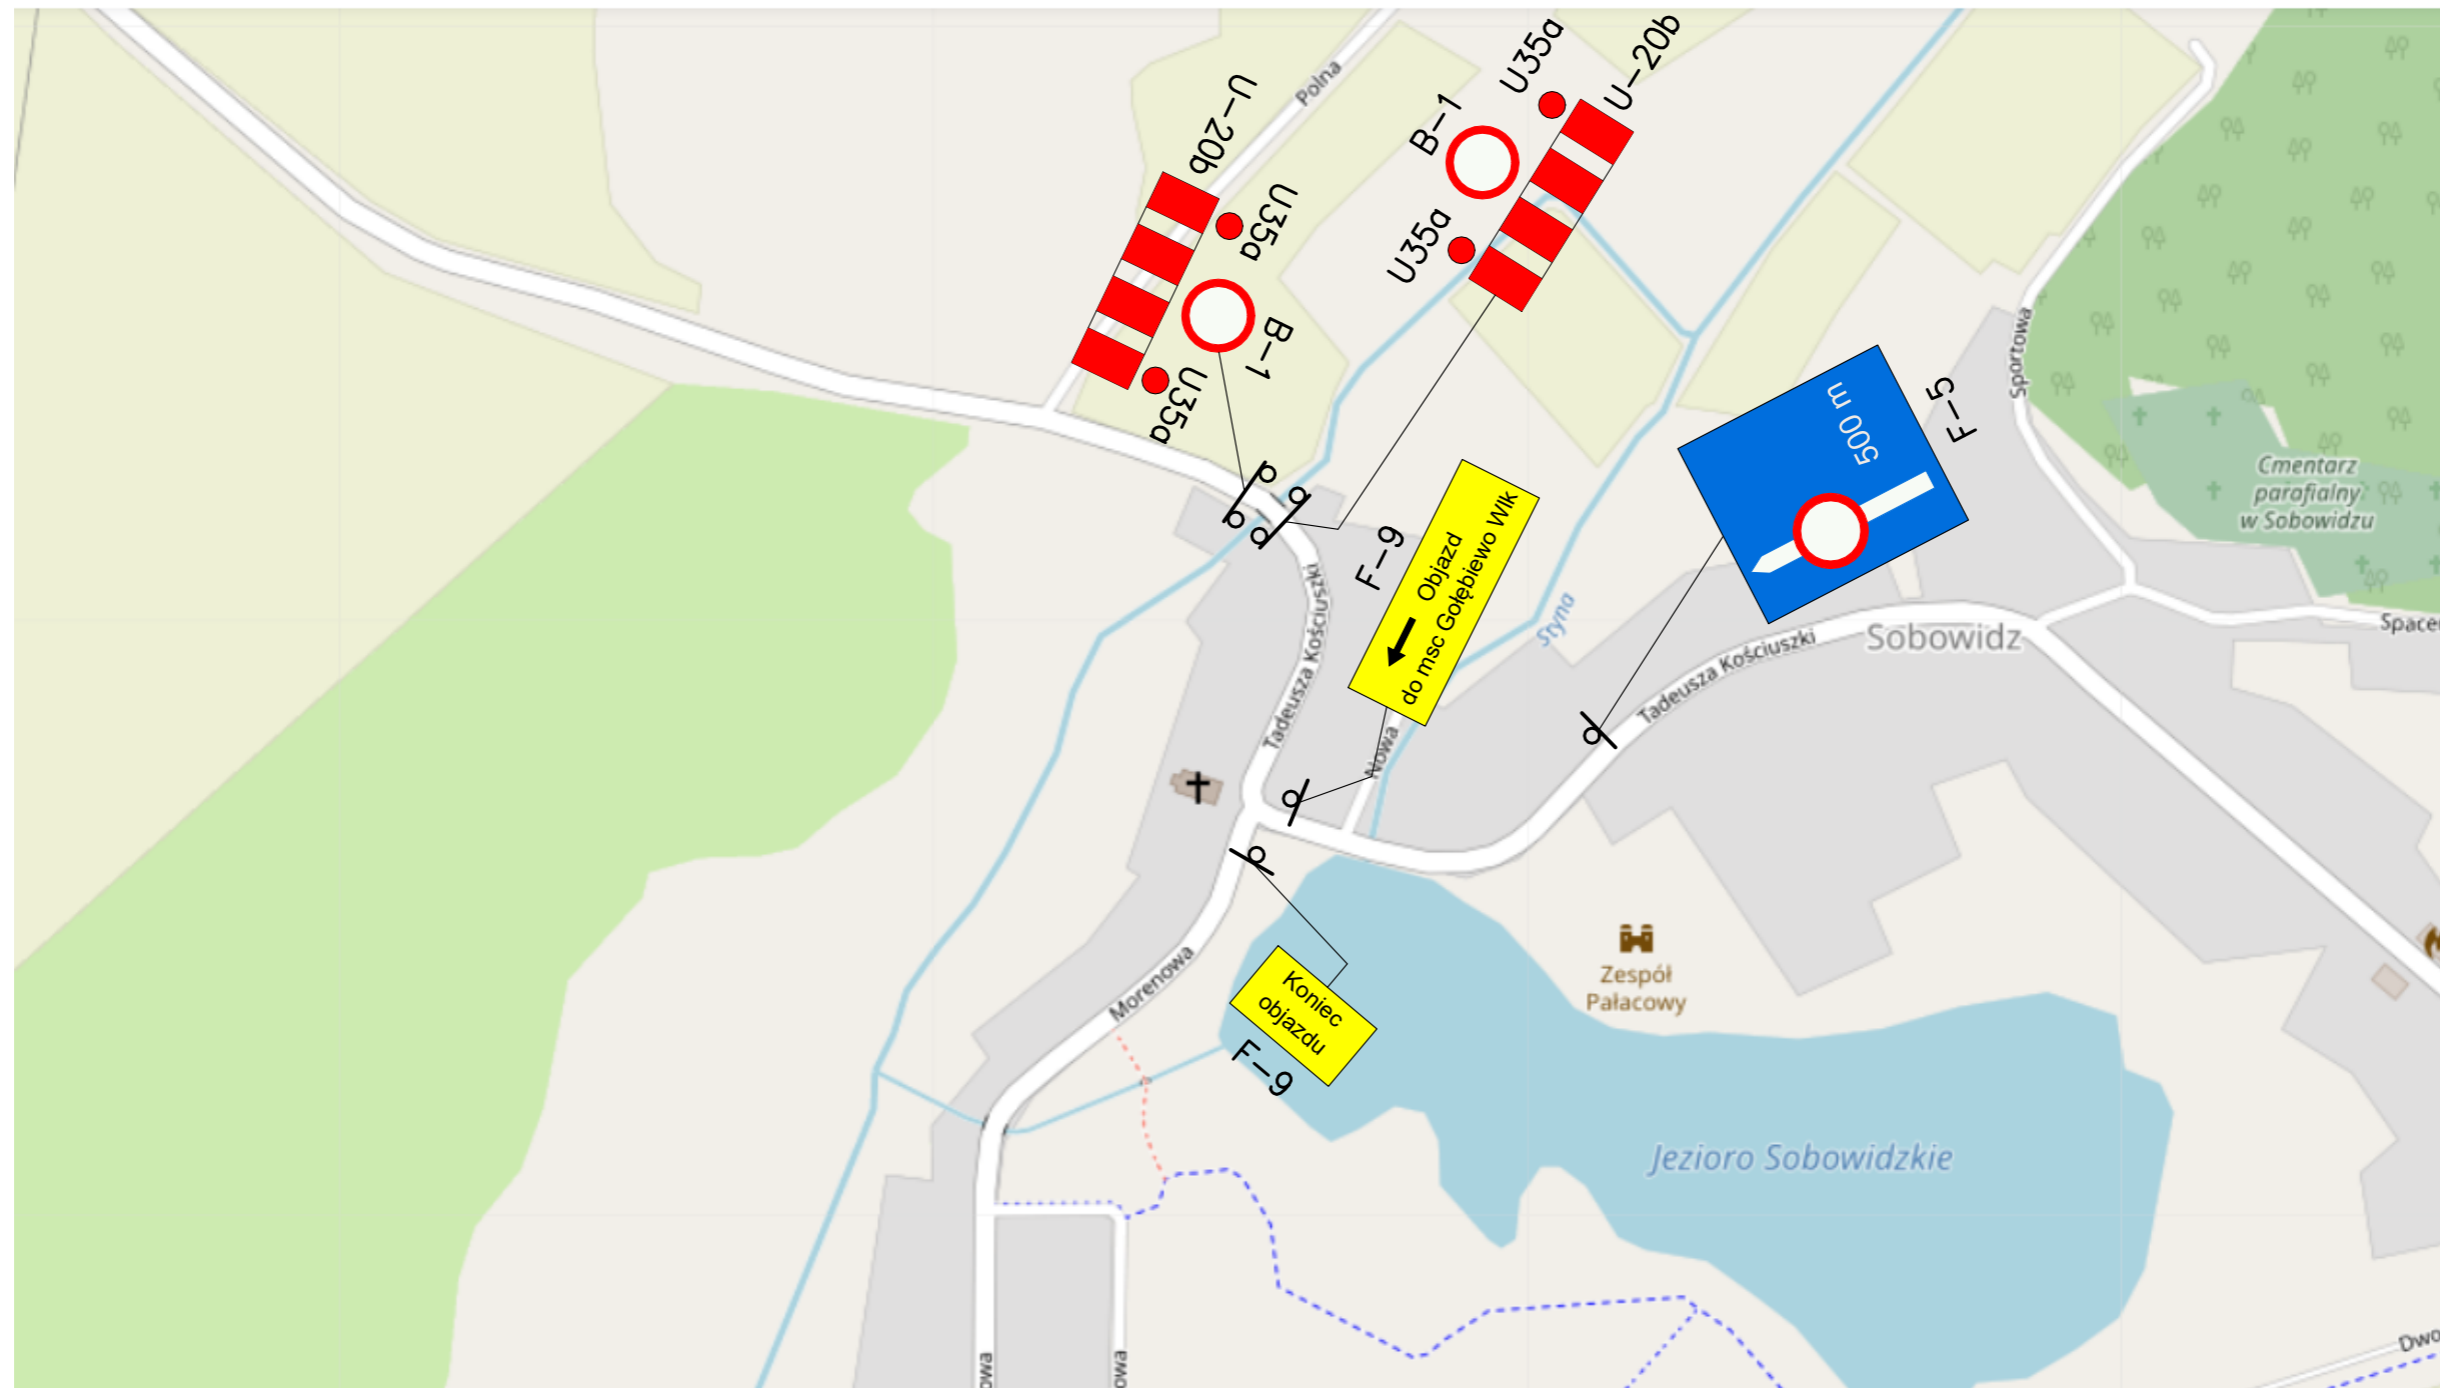 Polna
U-20b
U35a
B-1
U35a
U35a
B-1
U35a
U-20b
500 m
F-5
Sportowa
Cmentarz
parafialny
w Sobowidzu
F-9
Objazd
do msc Gołębiewo Wlk
Styna
Tadeusza Kościuszki
Tadeusza Kościuszki
Sobowidz
Nowa
Morenowa
Koniec
objazdu
F-9
Zespół
Pałacowy
Jezioro Sobowidzkie